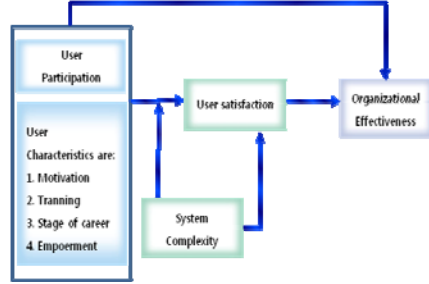 User
Participation
User
Characteristics are:
1. Motivation
2. Tranning
3. Stage of career
4. Empoerment
User satisfaction
System
Complexity
Organizational
Effectiveness